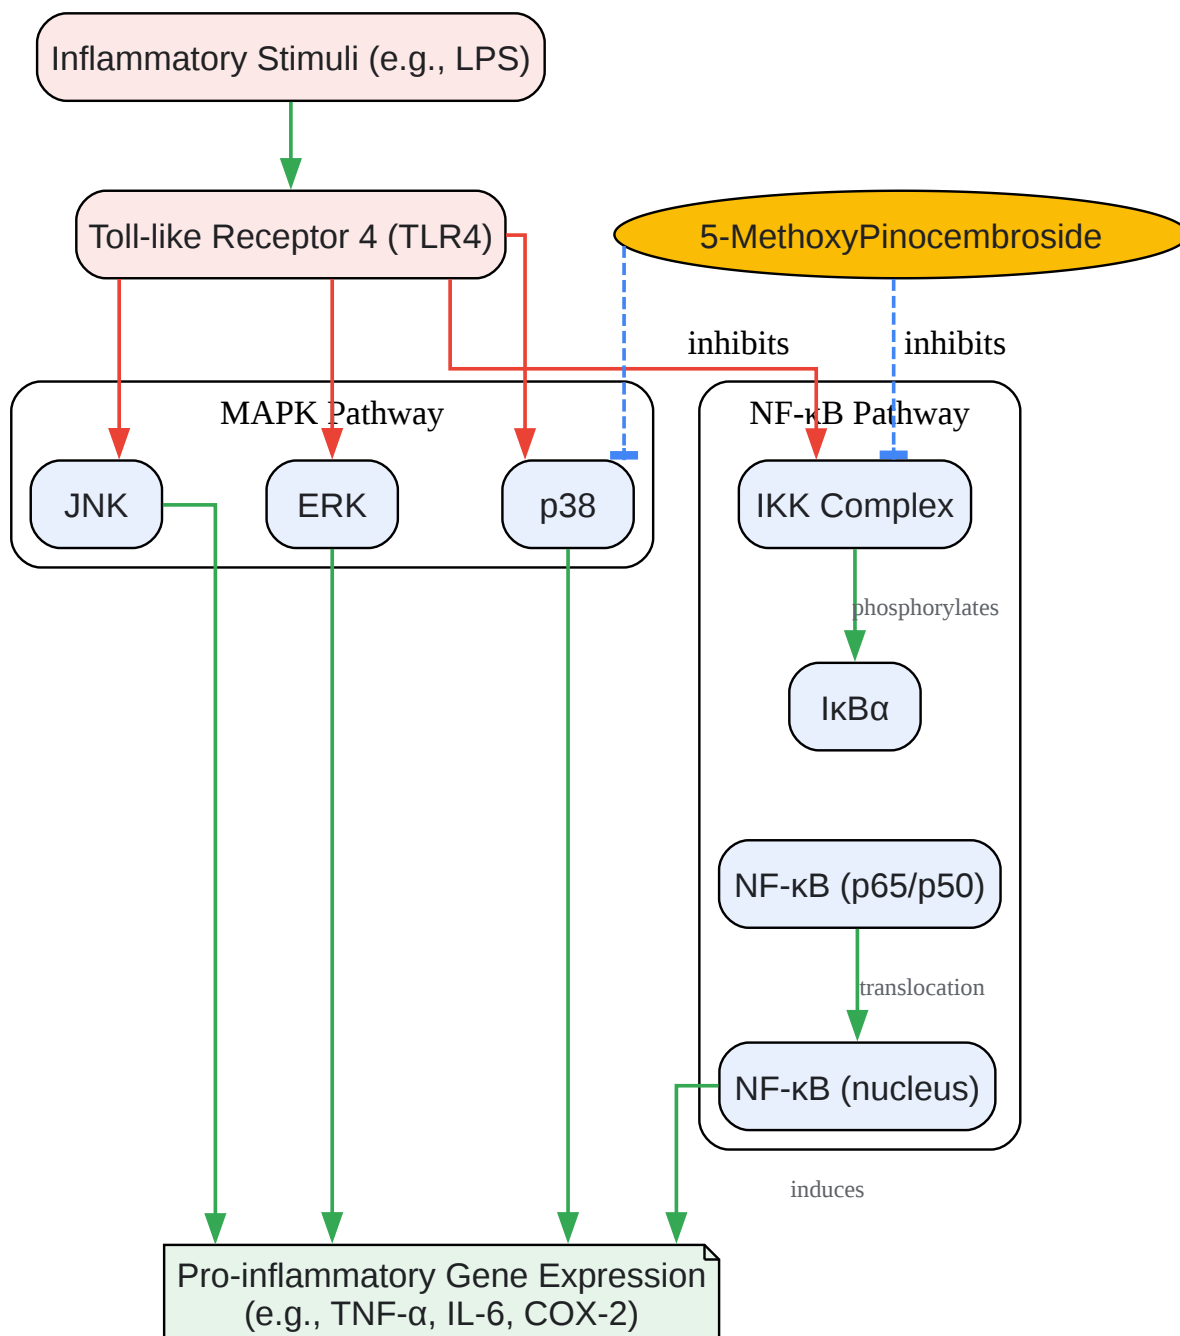 Inflammatory Stimuli (e.g., LPS)
Toll-like Receptor 4 (TLR4)
5-MethoxyPinocembroside
inhibits
inhibits
MAPK Pathway
NF-κB Pathway
JNK
ERK
p38
IKK Complex
phosphorylates
IκBα
NF-κB (p65/p50)
translocation
NF-κB (nucleus)
induces
Pro-inflammatory Gene Expression
(e.g., TNF-α, IL-6, COX-2)